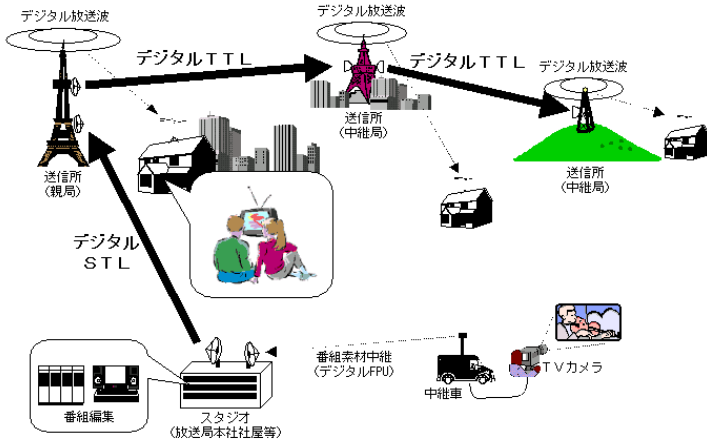 デジタル放送波
デジタル放送波
デジタルＴＴＬ
デジタルＴＴＬ
デジタル放送波
送信所
（中継局）
送信所
（親局）
送信所
（中継局）
デジタル
ＳＴＬ
番組素材中継
（デジタルFPU）
ＴＶカメラ
中継車
番組編集
スタジオ
（放送局本社社屋等）